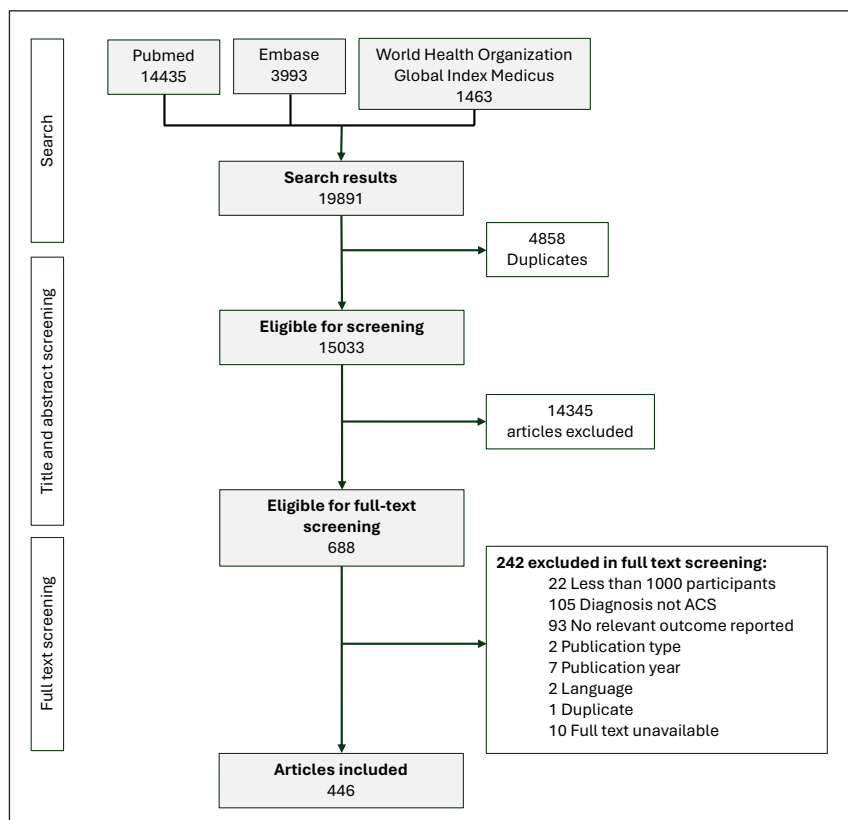 Search
Pubmed
14435
Embase
3993
World Health Organization
Global Index Medicus
1463
Search results
19891
4858
Duplicates
Title and abstract screening
Eligible for screening
15033
14345
articles excluded
Eligible for full-text
screening
688
Full text screening
242 excluded in full text screening:
22 Less than 1000 participants
105 Diagnosis not ACS
93 No relevant outcome reported
2 Publication type
7 Publication year
2 Language
1 Duplicate
10 Full text unavailable
Articles included
446